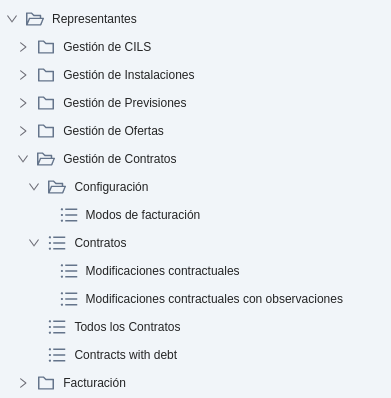 Representantes
Gestión de CILS
Gestión de Instalaciones
Gestión de Previsiones
Gestión de Ofertas
Gestión de Contratos
Configuración
Modos de facturación
Contratos
Modificaciones contractuales
Modificaciones contractuales con observaciones
Todos los Contratos
Contracts with debt
Facturación